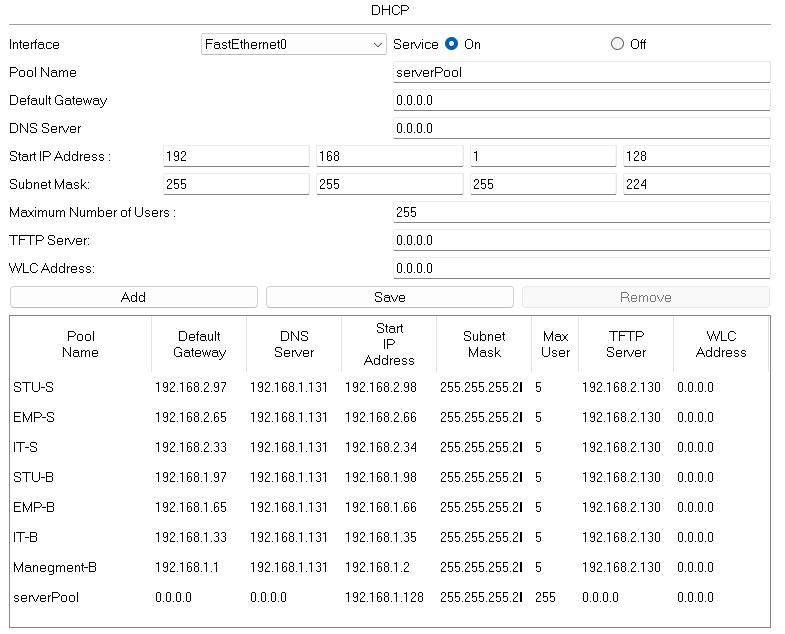 DHCP
Interface FastEthernet0 Service On Off
Pool Name serverPool
Default Gateway 0.0.0.0
DNS Server 0.0.0.0
Start IP Address : 192 168 1 128
Subnet Mask: 255 255 255 224
Maximum Number of Users : 255
TFTP Server: 0.0.0.0
WLC Address: 0.0.0.0
Add Save Remove
Pool Name Default Gateway DNS Server Start IP Address Subnet Mask Max User TFTP Server WLC Address
STU-S 192.168.2.97 192.168.1.131 192.168.2.98 255.255.255.2 5 192.168.2.130 0.0.0.0
EMP-S 192.168.2.65 192.168.1.131 192.168.2.66 255.255.255.2 5 192.168.2.130 0.0.0.0
IT-S 192.168.2.33 192.168.1.131 192.168.2.34 255.255.255.2 5 192.168.2.130 0.0.0.0
STU-B 192.168.1.97 192.168.1.131 192.168.1.98 255.255.255.2 5 192.168.2.130 0.0.0.0
EMP-B 192.168.1.65 192.168.1.131 192.168.1.66 255.255.255.2 5 192.168.2.130 0.0.0.0
IT-B 192.168.1.33 192.168.1.131 192.168.1.35 255.255.255.2 5 192.168.2.130 0.0.0.0
Manegment-B 192.168.1.1 192.168.1.131 192.168.1.2 255.255.255.2 5 192.168.2.130 0.0.0.0
serverPool 0.0.0.0 0.0.0.0 192.168.1.128 255.255.255.2 255 0.0.0.0 0.0.0.0